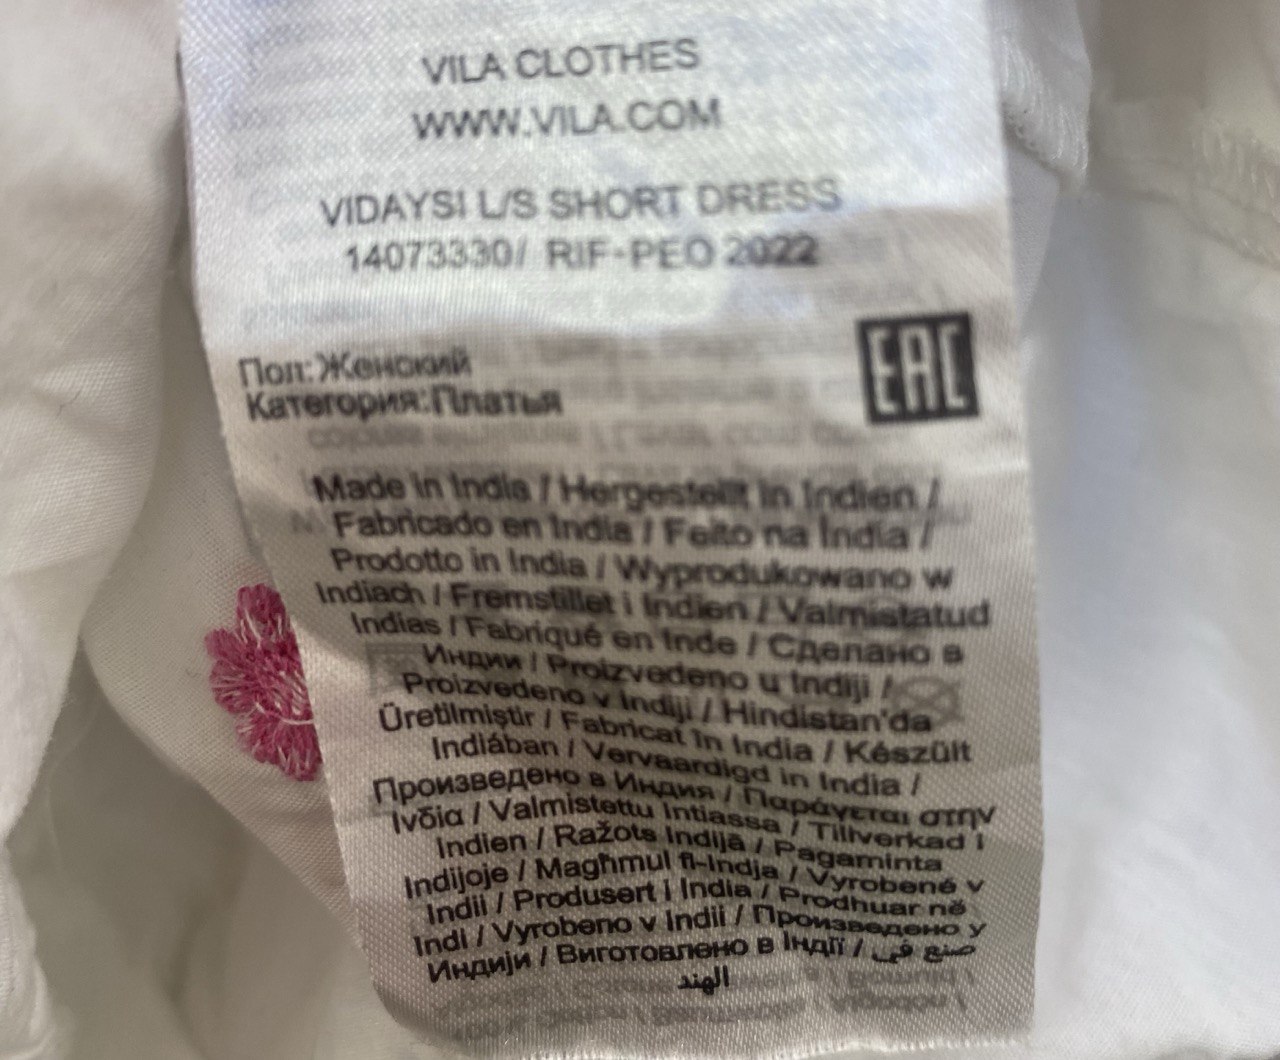 VILA CLOTHES
WWW.VILA.COM
VIDAYSI L/S SHORT DRESS
14073330/ RIF-PEO 2022
Пол:Женский
Категория:Платья
EAC
Made in India / Hergestellt in Indien /
Fabricado en India / Feito na Índia /
Prodotto in India / Wyprodukowano w
Indiach / Fremstillet i Indien / Valmistatud
Indias / Fabriqué en Inde / Сделано в
Индии / Proizvedeno u Indiji /
Proizvedeno v Indiji / Hindistan'da
Üretilmiştir / Fabricat în India / Készült
Indiában / Vervaardigd in India /
Произведено в Индия / Παράγεται στην
Ινδία / Valmistettu Intiassa / Tillverkad i
Indien / Ražots Indijā / Pagaminta
Indijoje / Magħmul fl-Indja / Vyrobené v
Indii / Produsert i India / Prodhuar në
Indi / Vyrobeno v Indii / Произведено у
Индији / Виготовлено в Індії / صنع في
الهند